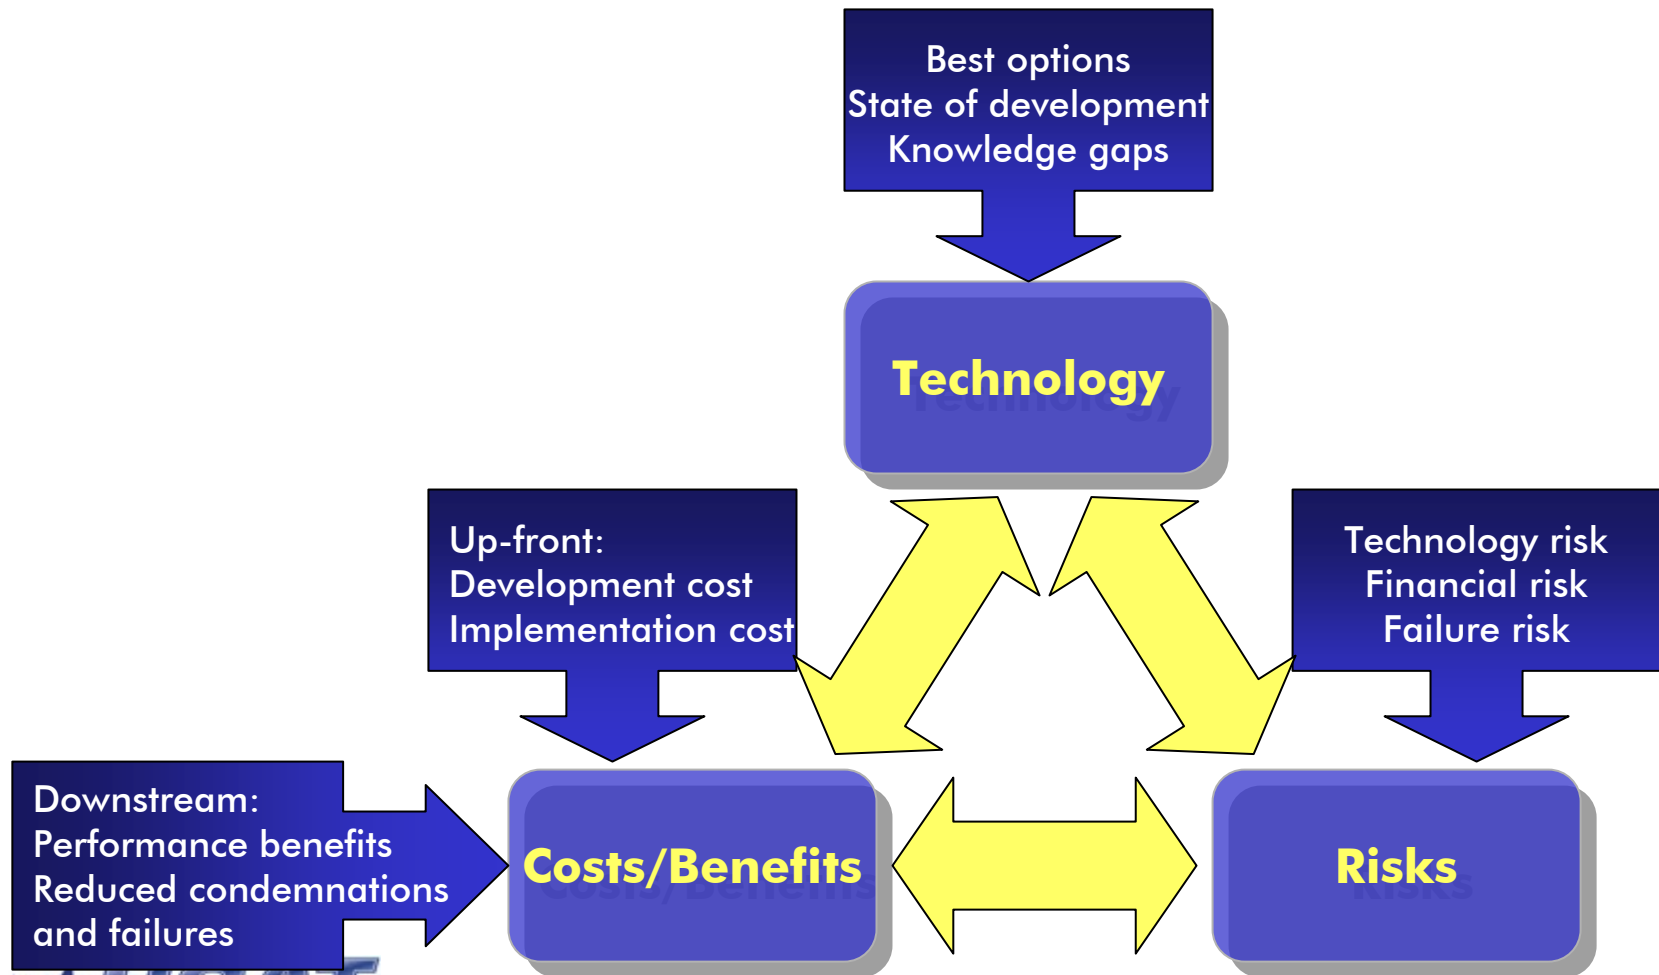 Best options
State of development
Knowledge gaps
Technology
Up-front:
Development cost
Implementation cost
Technology risk
Financial risk
Failure risk
Downstream:
Performance benefits
Reduced condemnations
and failures
Costs/Benefits
Risks